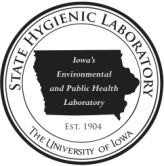 STATE HYGIENIC LABORATORY
Iowa's
Environmental
and Public Health
Laboratory
EST. 1904
THE UNIVERSITY OF IOWA